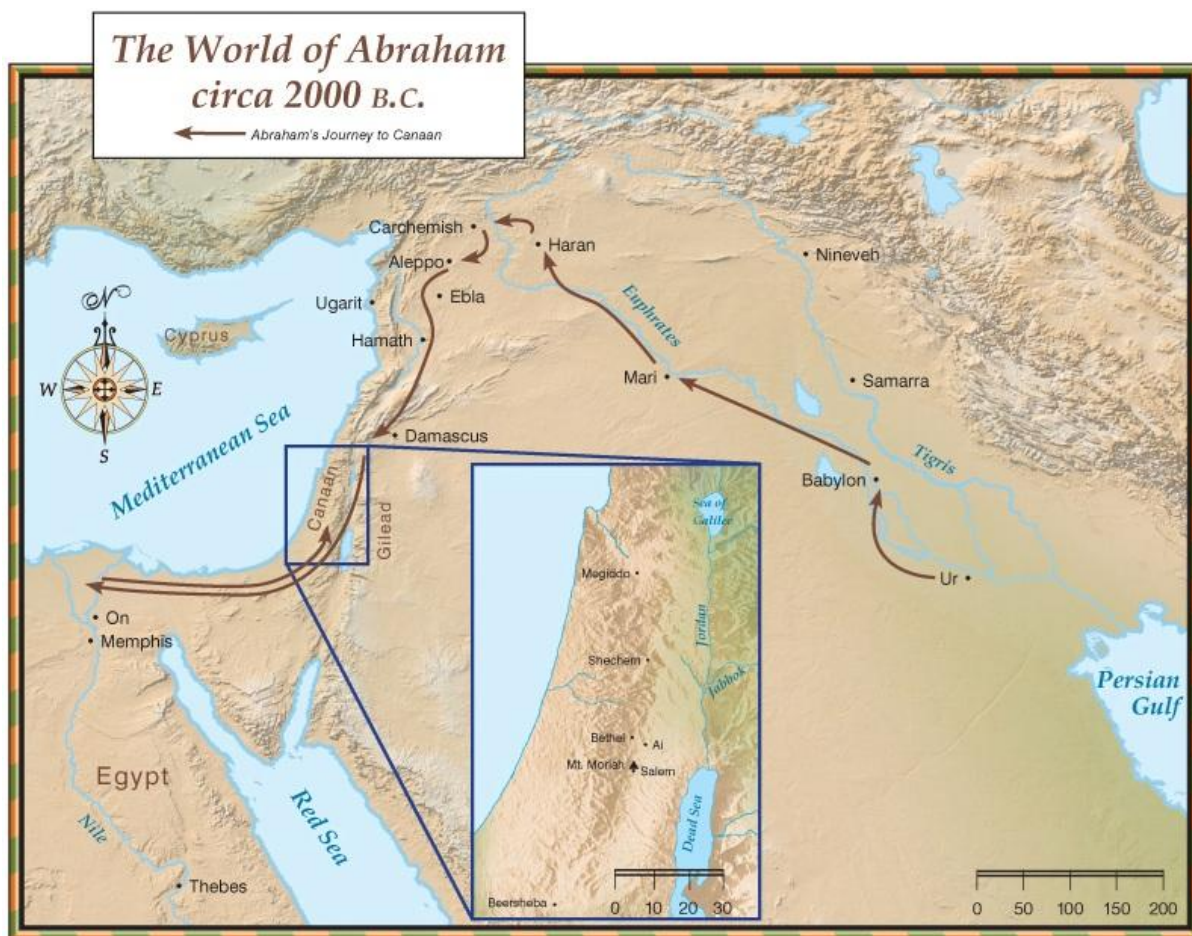 The World of Abraham
circa 2000 B.C.
Abraham's Journey to Canaan
Carchemish
Haran
Nineveh
Aleppo
Ebla
Ugarit
Euphrates
Cyprus
Hamath
N
W
E
S
Mari
Samarra
Mediterranean Sea
Damascus
Tigris
Babylon
Canaan
Gilead
Ur
On
Memphis
Persian
Gulf
Egypt
Red Sea
Nile
Thebes
Sea of
Galilee
Megiddo
Jordan
Shechem
Jabbok
Bethel
Ai
Mt. Moriah
Salem
Dead Sea
Beersheba
0 10 20 30
0 50 100 150 200